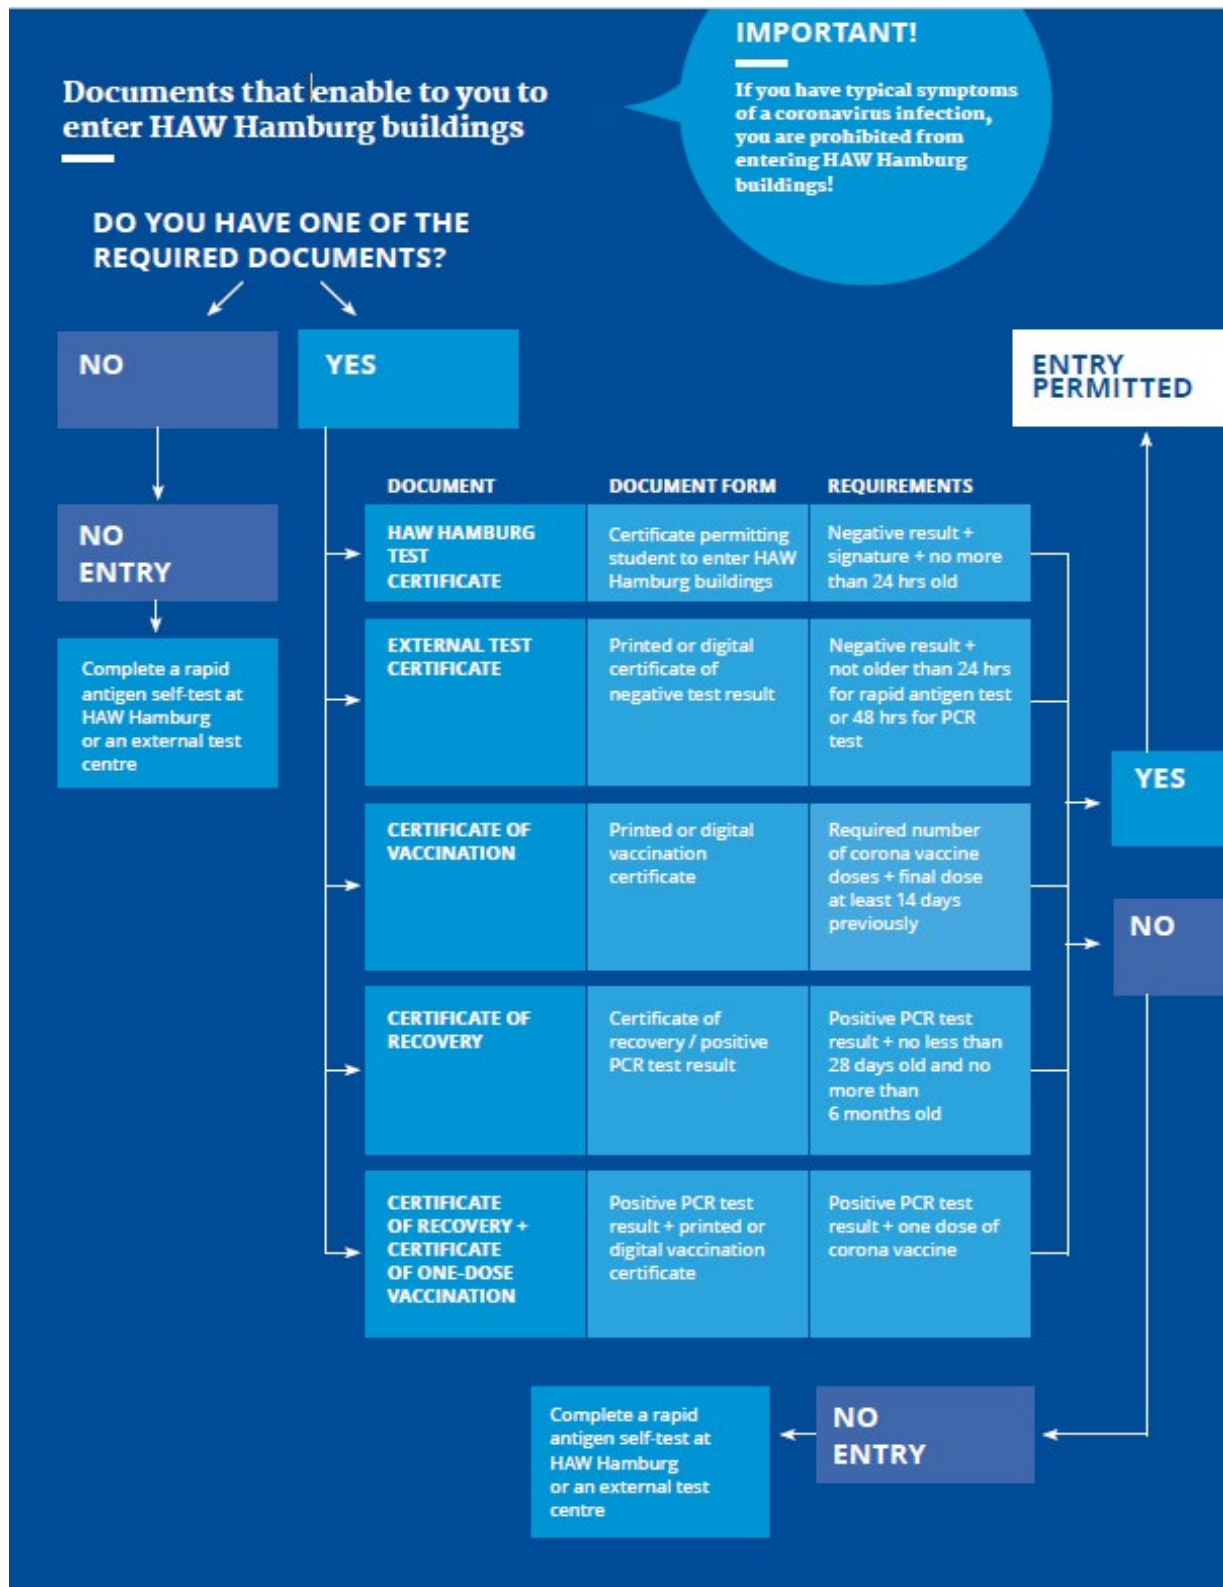 IMPORTANT!
If you have typical symptoms
of a coronavirus infection,
you are prohibited from
entering HAW Hamburg
buildings!
Documents that enable to you to
enter HAW Hamburg buildings
DO YOU HAVE ONE OF THE
REQUIRED DOCUMENTS?
NO
YES
ENTRY
PERMITTED
NO
ENTRY
Complete a rapid
antigen self-test at
HAW Hamburg
or an external test
centre
DOCUMENT
DOCUMENT FORM
REQUIREMENTS
HAW HAMBURG
TEST
CERTIFICATE
Certificate permitting
student to enter HAW
Hamburg buildings
Negative result +
signature + no more
than 24 hrs old
EXTERNAL TEST
CERTIFICATE
Printed or digital
certificate of
negative test result
Negative result +
not older than 24 hrs
for rapid antigen test
or 48 hrs for PCR
test
CERTIFICATE OF
VACCINATION
Printed or digital
vaccination
certificate
Required number
of corona vaccine
doses + final dose
at least 14 days
previously
CERTIFICATE OF
RECOVERY
Certificate of
recovery / positive
PCR test result
Positive PCR test
result + no less than
28 days old and no
more than
6 months old
CERTIFICATE
OF RECOVERY +
CERTIFICATE
OF ONE-DOSE
VACCINATION
Positive PCR test
result + printed or
digital vaccination
certificate
Positive PCR test
result + one dose of
corona vaccine
YES
NO
NO
ENTRY
Complete a rapid
antigen self-test at
HAW Hamburg
or an external test
centre